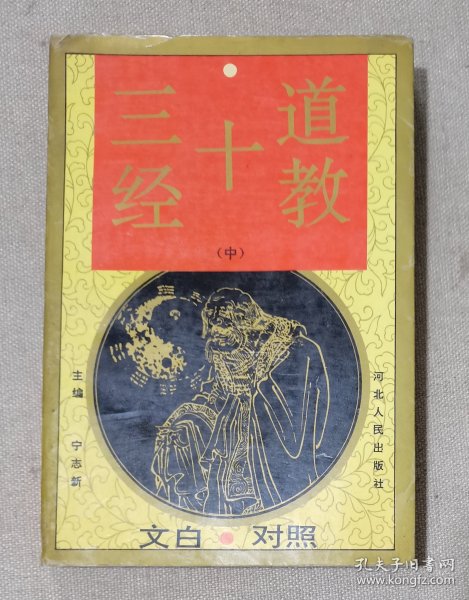 道教
十
三经
（中）
河北人民出版社
主编 宁志新
文白·对照
孔夫子旧书网
www.kongfz.com